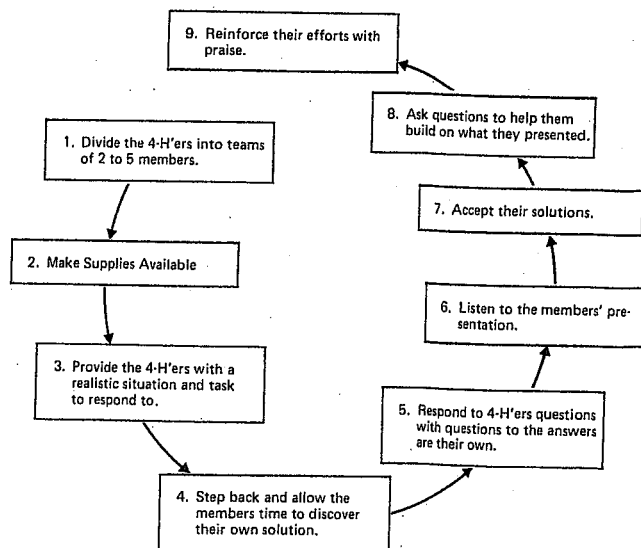 1. Divide the 4-H'ers into teams
of 2 to 5 members.
2. Make Supplies Available
3. Provide the 4-H'ers with a
realistic situation and task
to respond to.
4. Step back and allow the
members time to discover
their own solution.
5. Respond to 4-H'ers questions
with questions to the answers
are their own.
6. Listen to the members' pre-
sentation.
7. Accept their solutions.
8. Ask questions to help them
build on what they presented.
9. Reinforce their efforts with
praise.